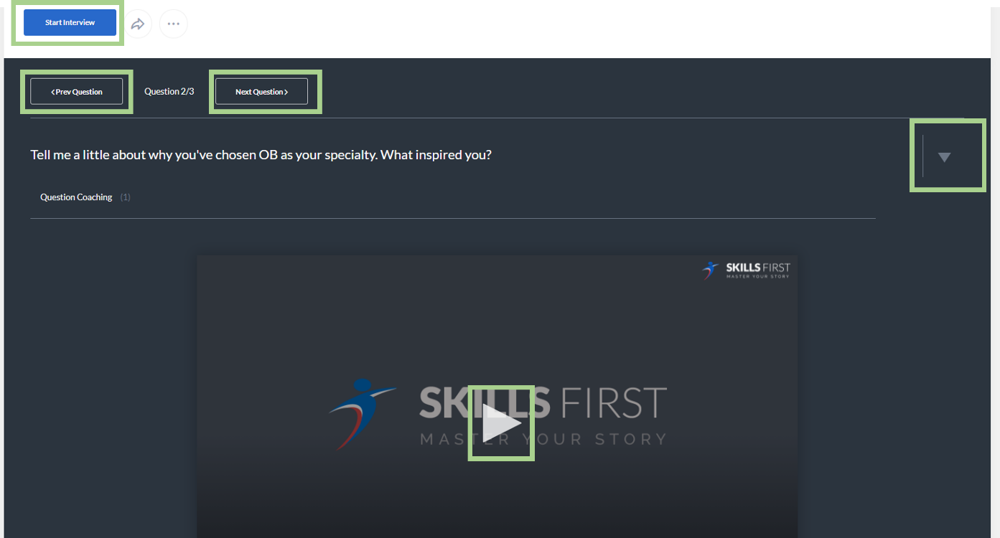 Start Interview
‹ Prev Question
Question 2/3
Next Question ›
Tell me a little about why you've chosen OB as your specialty. What inspired you?
Question Coaching (1)
SKILLS FIRST
MASTER YOUR STORY
SKILLS FIRST
MASTER YOUR STORY